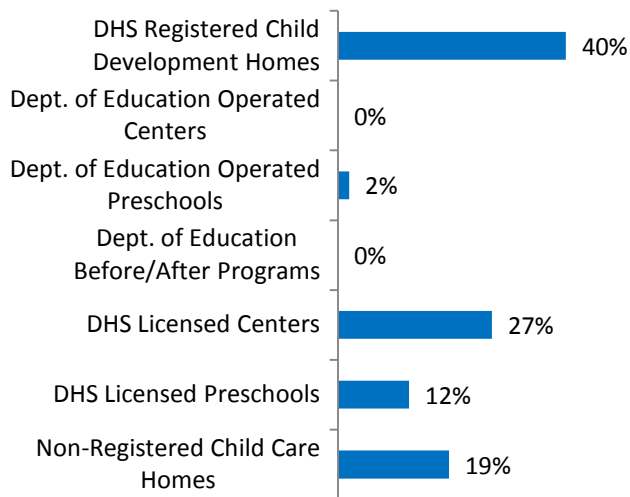 DHS Registered Child
Development Homes
40%
Dept. of Education Operated
Centers
0%
Dept. of Education Operated
Preschools
2%
Dept. of Education
Before/After Programs
0%
DHS Licensed Centers
27%
DHS Licensed Preschools
12%
Non-Registered Child Care
Homes
19%